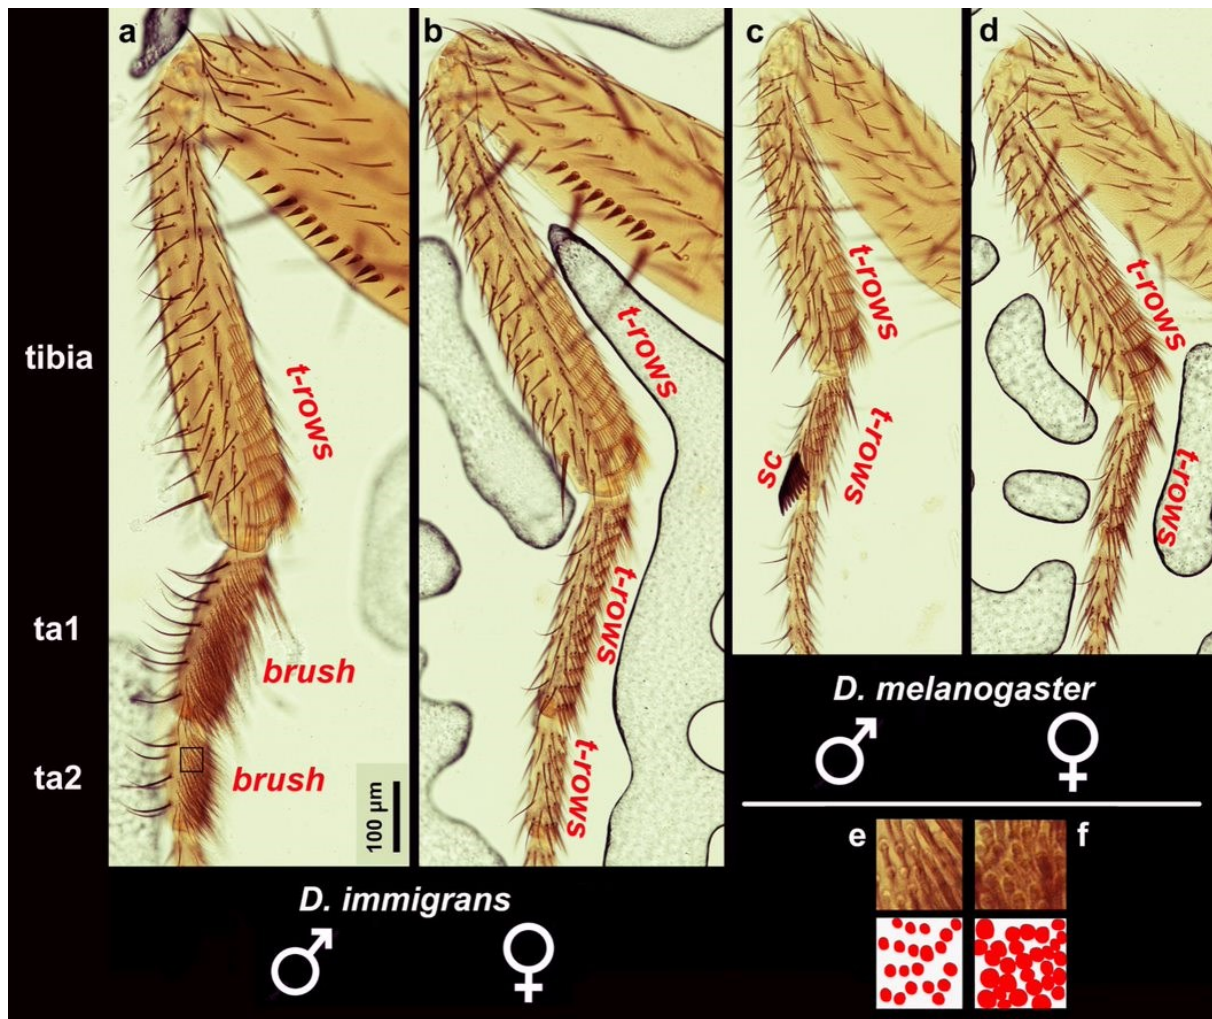 a
b
c
d
tibia
t-rows
t-rows
t-rows
t-rows
sc
t-rows
t-rows
ta1
brush
t-rows
ta2
brush
t-rows
100 µm
D. melanogaster
♂ ♀
e
f
D. immigrans
♂ ♀